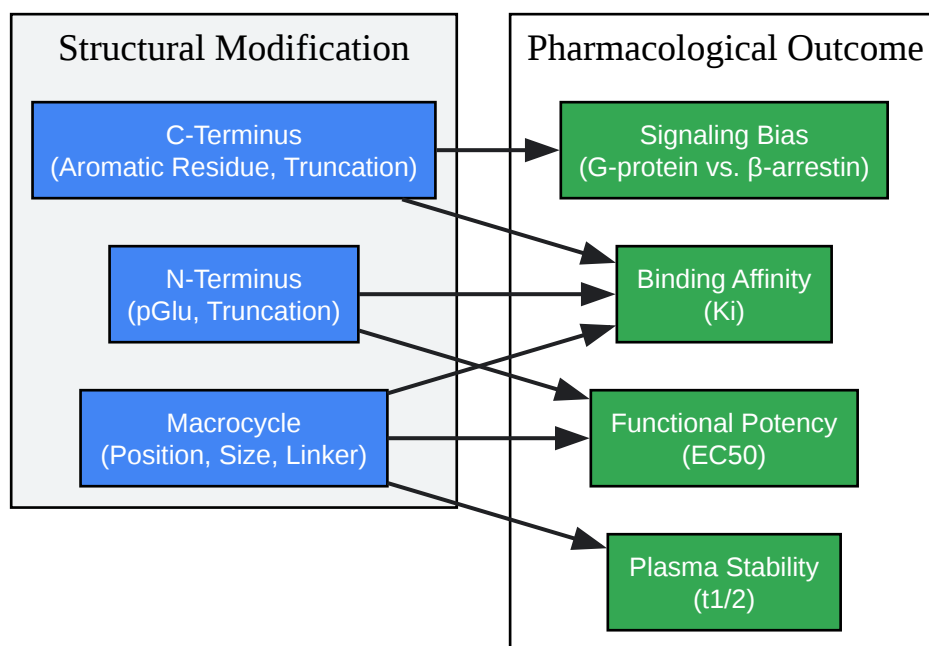 Structural Modification
C-Terminus
(Aromatic Residue, Truncation)
N-Terminus
(pGlu, Truncation)
Macrocycle
(Position, Size, Linker)
Pharmacological Outcome
Signaling Bias
(G-protein vs. β-arrestin)
Binding Affinity
(Ki)
Functional Potency
(EC50)
Plasma Stability
(t1/2)